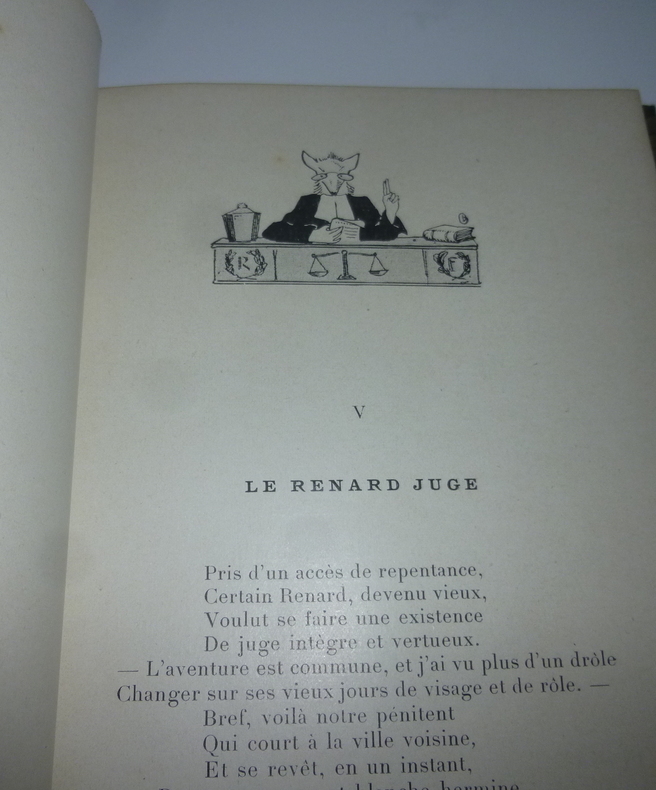 R F
V
LE RENARD JUGE
Pris d'un accès de repentance,
Certain Renard, devenu vieux,
Voulut se faire une existence
De juge intègre et vertueux.
— L'aventure est commune, et j'ai vu plus d'un drôle
Changer sur ses vieux jours de visage et de rôle. —
Bref, voilà notre pénitent
Qui court à la ville voisine,
Et se revêt, en un instant,
blanche hermine